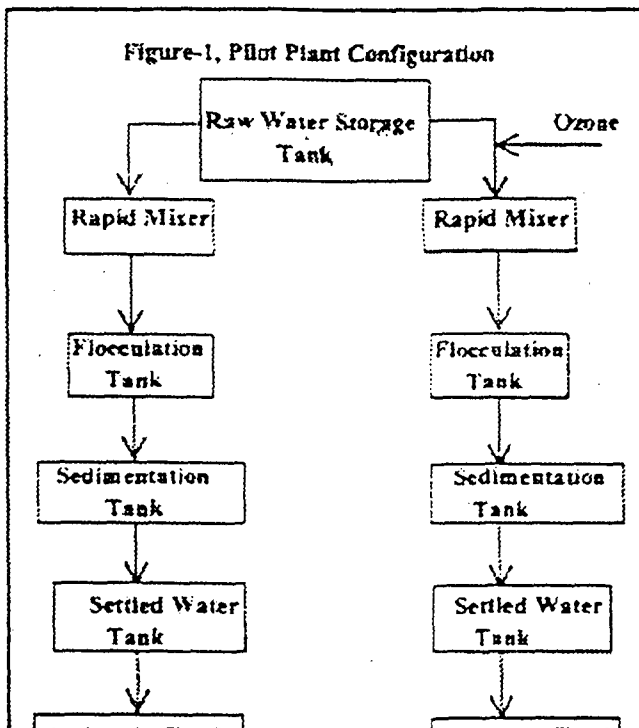 Figure-1, Pilot Plant Configuration
Raw Water Storage
Tank
Ozone
Rapid Mixer
Rapid Mixer
Flocculation
Tank
Flocculation
Tank
Sedimentation
Tank
Sedimentation
Tank
Settled Water
Tank
Settled Water
Tank